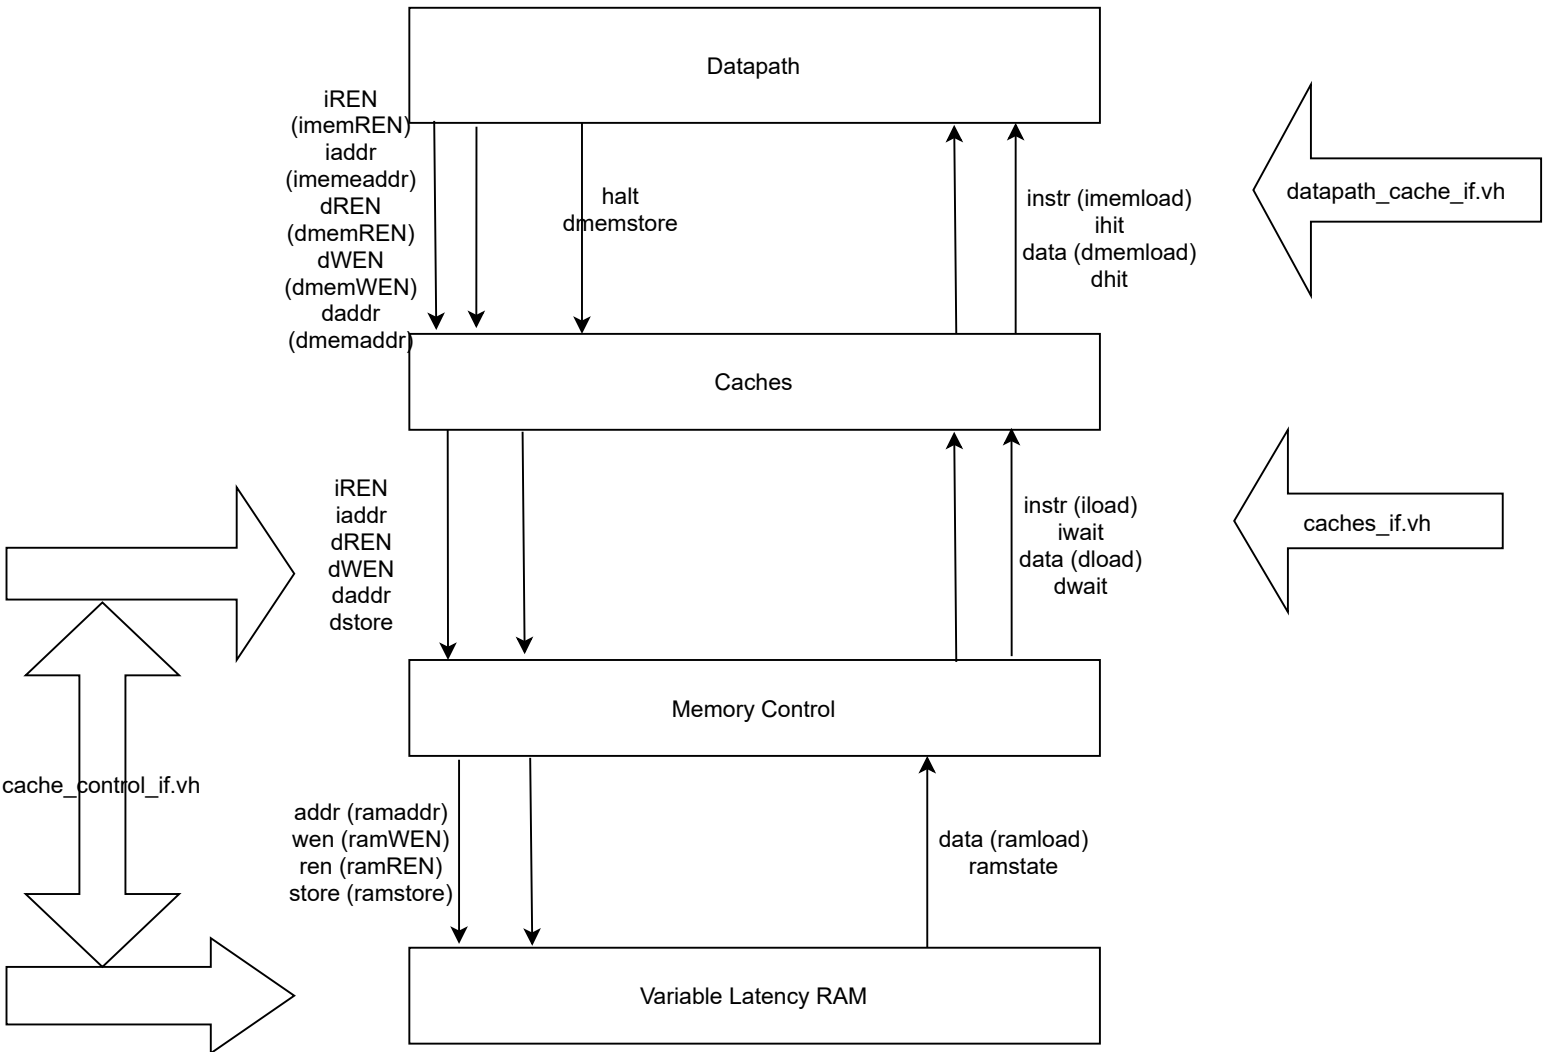 Datapath
iREN
(imemREN)
iaddr
(imemeaddr)
dREN
(dmemREN)
dWEN
(dmemWEN)
daddr
(dmemaddr)
halt
dmemstore
instr (imemload)
ihit
data (dmemload)
dhit
datapath_cache_if.vh
Caches
iREN
iaddr
dREN
dWEN
daddr
dstore
instr (iload)
iwait
data (dload)
dwait
caches_if.vh
Memory Control
cache_control_if.vh
addr (ramaddr)
wen (ramWEN)
ren (ramREN)
store (ramstore)
data (ramload)
ramstate
Variable Latency RAM